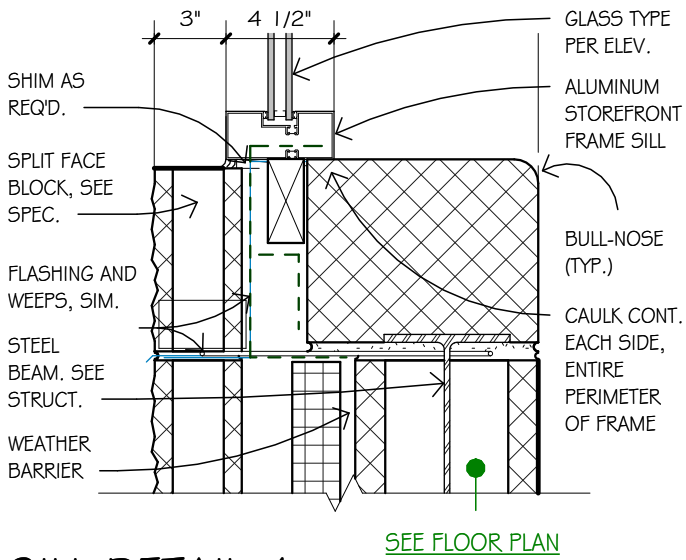 3" 4 1/2"
GLASS TYPE
PER ELEV.
SHIM AS
REQ'D.
ALUMINUM
STOREFRONT
FRAME SILL
SPLIT FACE
BLOCK, SEE
SPEC.
BULL-NOSE
(TYP.)
FLASHING AND
WEEPS, SIM.
CAULK CONT.
EACH SIDE,
ENTIRE
PERIMETER
OF FRAME
STEEL
BEAM. SEE
STRUCT.
WEATHER
BARRIER
SEE FLOOR PLAN